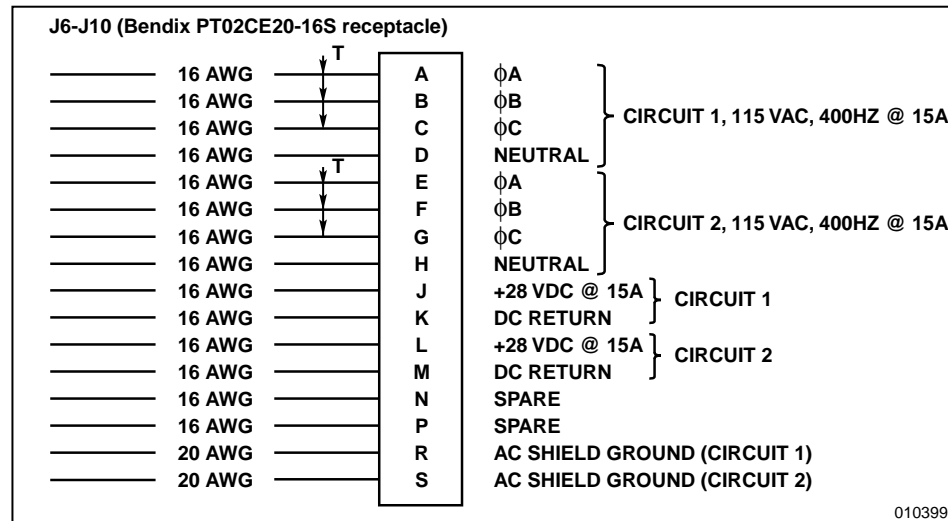 J6-J10 (Bendix PT02CE20-16S receptacle)
T
16 AWG A ϕA
16 AWG B ϕB
16 AWG C ϕC
CIRCUIT 1, 115 VAC, 400HZ @ 15A
16 AWG D NEUTRAL
T
16 AWG E ϕA
16 AWG F ϕB
16 AWG G ϕC
CIRCUIT 2, 115 VAC, 400HZ @ 15A
16 AWG H NEUTRAL
16 AWG J +28 VDC @ 15A
16 AWG K DC RETURN
CIRCUIT 1
16 AWG L +28 VDC @ 15A
16 AWG M DC RETURN
CIRCUIT 2
16 AWG N SPARE
16 AWG P SPARE
20 AWG R AC SHIELD GROUND (CIRCUIT 1)
20 AWG S AC SHIELD GROUND (CIRCUIT 2)
010399